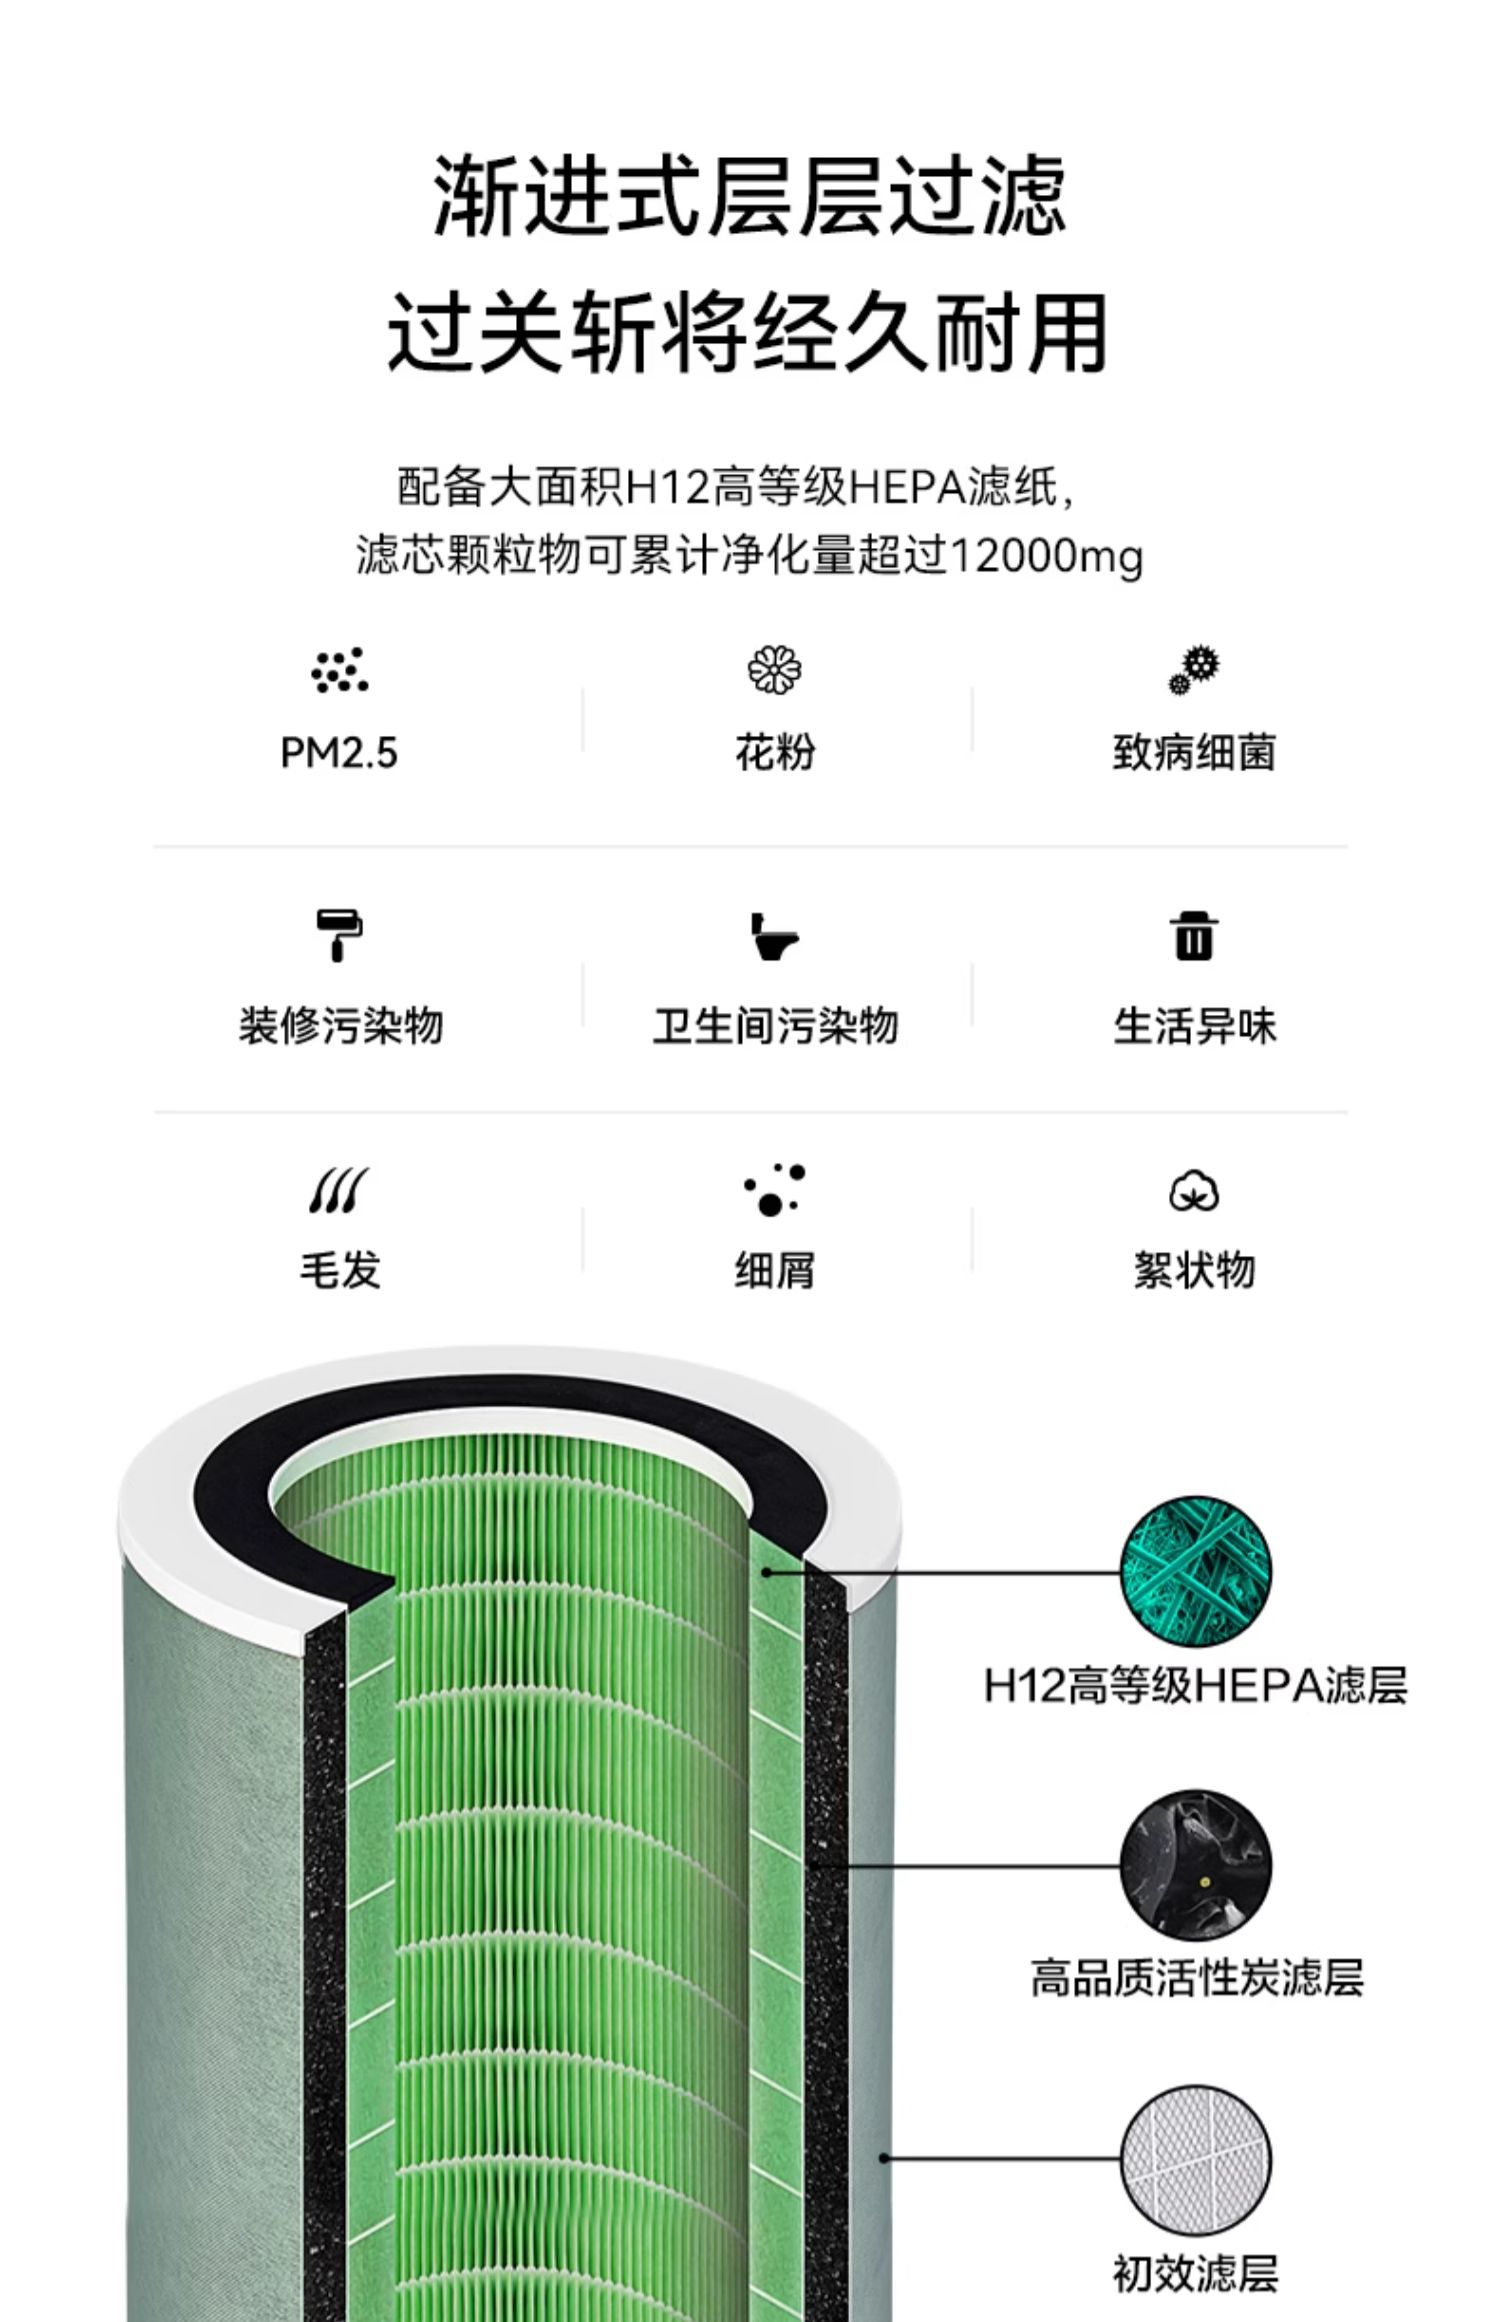 渐进式层层过滤
过关斩将经久耐用
配备大面积H12高等级HEPA滤纸，
滤芯颗粒物可累计净化量超过12000mg
PM2.5
花粉
致病细菌
装修污染物
卫生间污染物
生活异味
毛发
细屑
絮状物
H12高等级HEPA滤层
高品质活性炭滤层
初效滤层